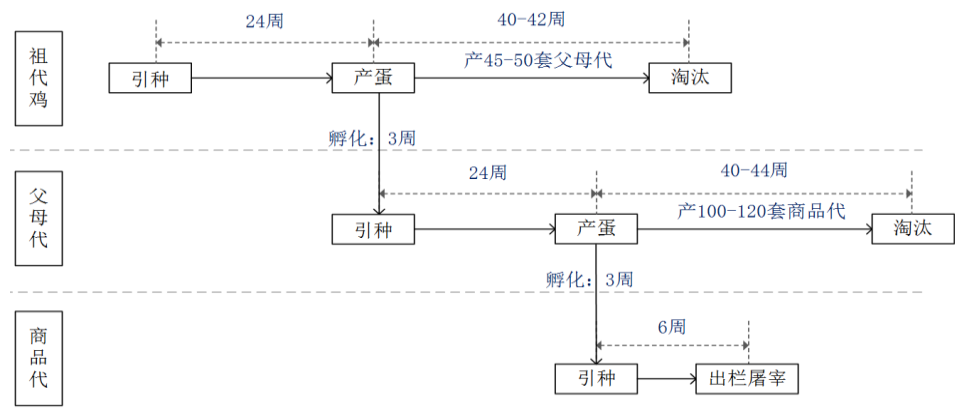 24周
40-42周
祖代鸡
引种
产蛋
产45-50套父母代
淘汰
孵化：3周
24周
40-44周
父母代
引种
产蛋
产100-120套商品代
淘汰
孵化：3周
6周
商品代
引种
出栏屠宰